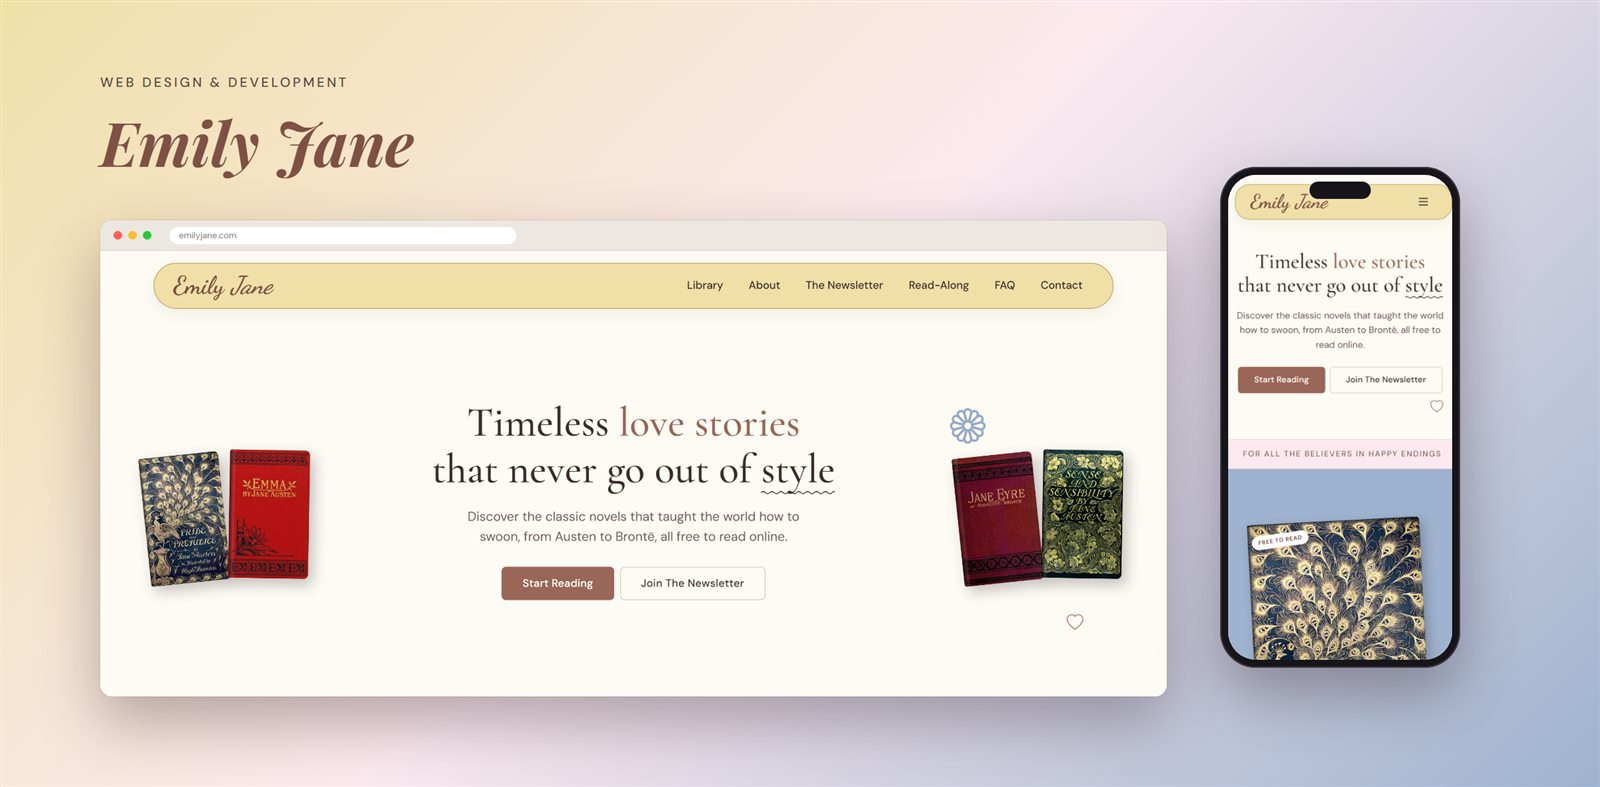 WEB DESIGN & DEVELOPMENT
Emily Jane
emilyjane.com
Emily Jane
Library
About
The Newsletter
Read-Along
FAQ
Contact
Timeless love stories
that never go out of style
Discover the classic novels that taught the world how to
swoon, from Austen to Brontë, all free to read online.
Start Reading
Join The Newsletter
PRIDE
PREJUDICE
Jane Austen
Hugh Thomson
EMMA
BY JANE AUSTEN
JANE EYRE
SENSE
AND
SENSIBILITY
BY
JANE
AUSTEN
Emily Jane
Timeless love stories
that never go out of style
Discover the classic novels that taught the world
how to swoon, from Austen to Brontë, all free to
read online.
Start Reading
Join The Newsletter
FOR ALL THE BELIEVERS IN HAPPY ENDINGS
FREE TO READ